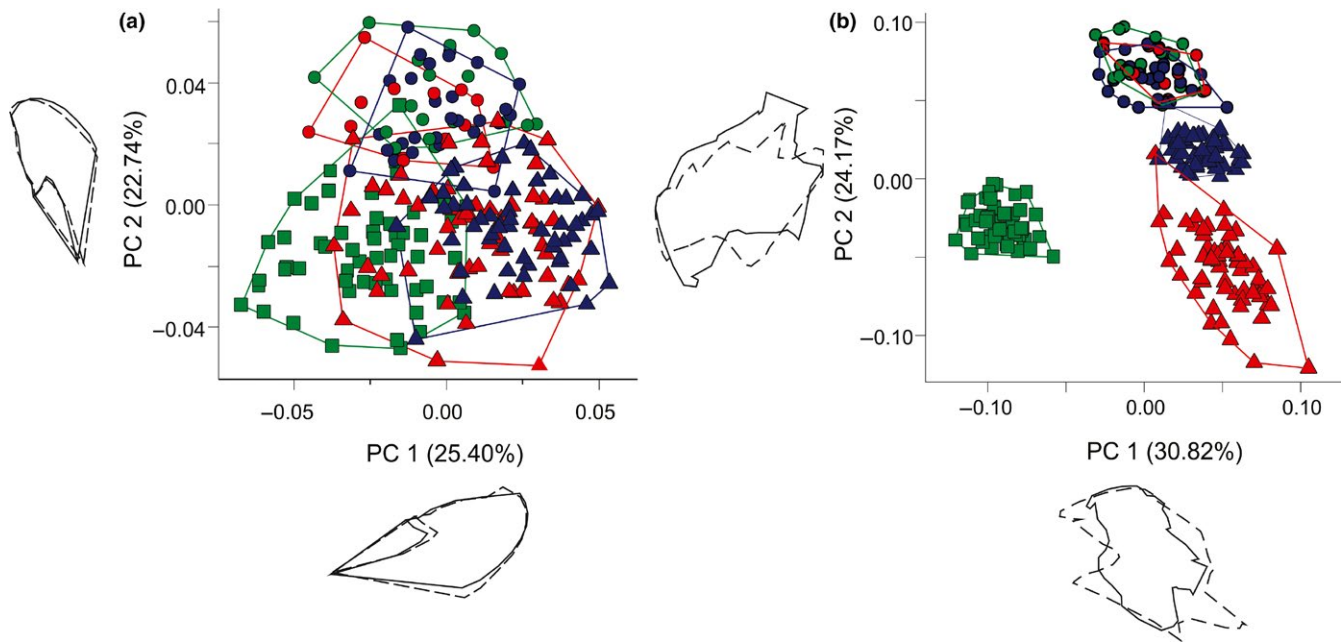 (a)
PC 2 (22.74%)
0.04
0.00
−0.04
−0.05 0.00 0.05
PC 1 (25.40%)
(b)
PC 2 (24.17%)
0.10
0.00
−0.10
−0.10 0.00 0.10
PC 1 (30.82%)